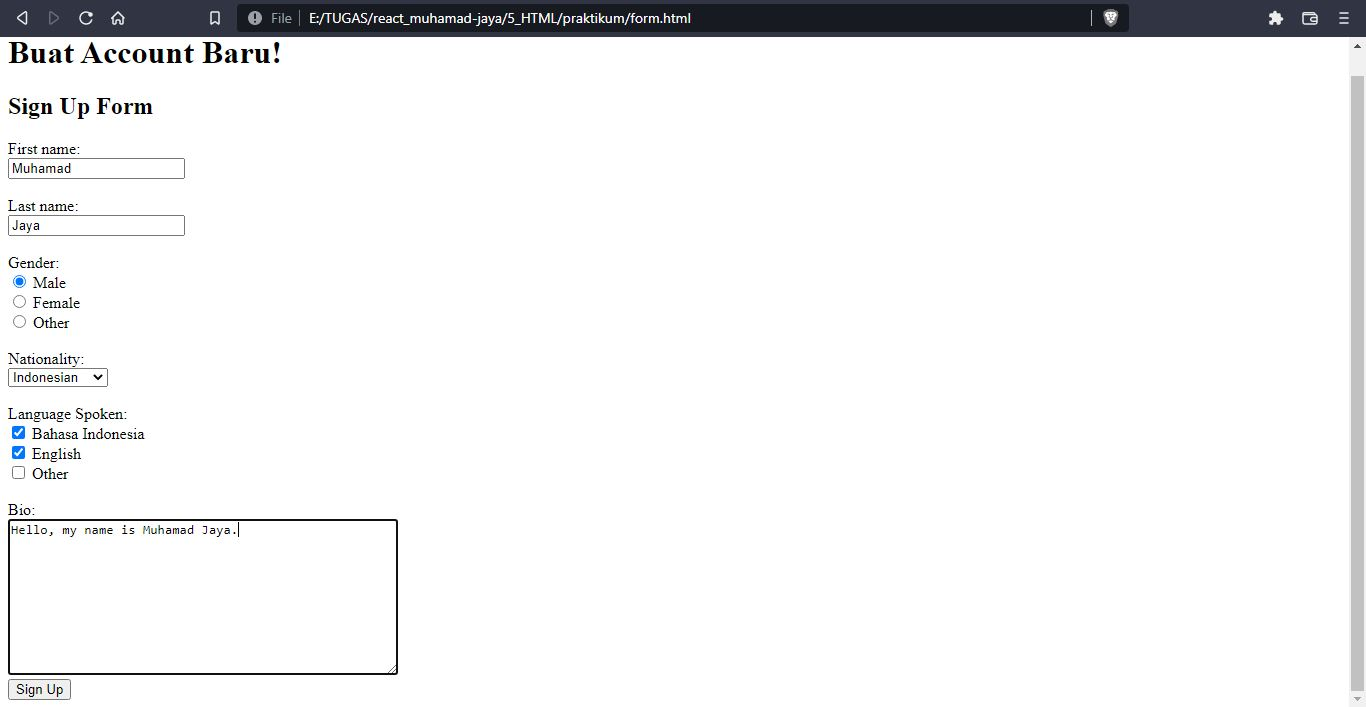 File E:/TUGAS/react_muhamad-jaya/5_HTML/praktikum/form.html
Buat Account Baru!
Sign Up Form
First name:
Muhamad
Last name:
Jaya
Gender:
Male
Female
Other
Nationality:
Indonesian
Language Spoken:
Bahasa Indonesia
English
Other
Bio:
Hello, my name is Muhamad Jaya.
Sign Up